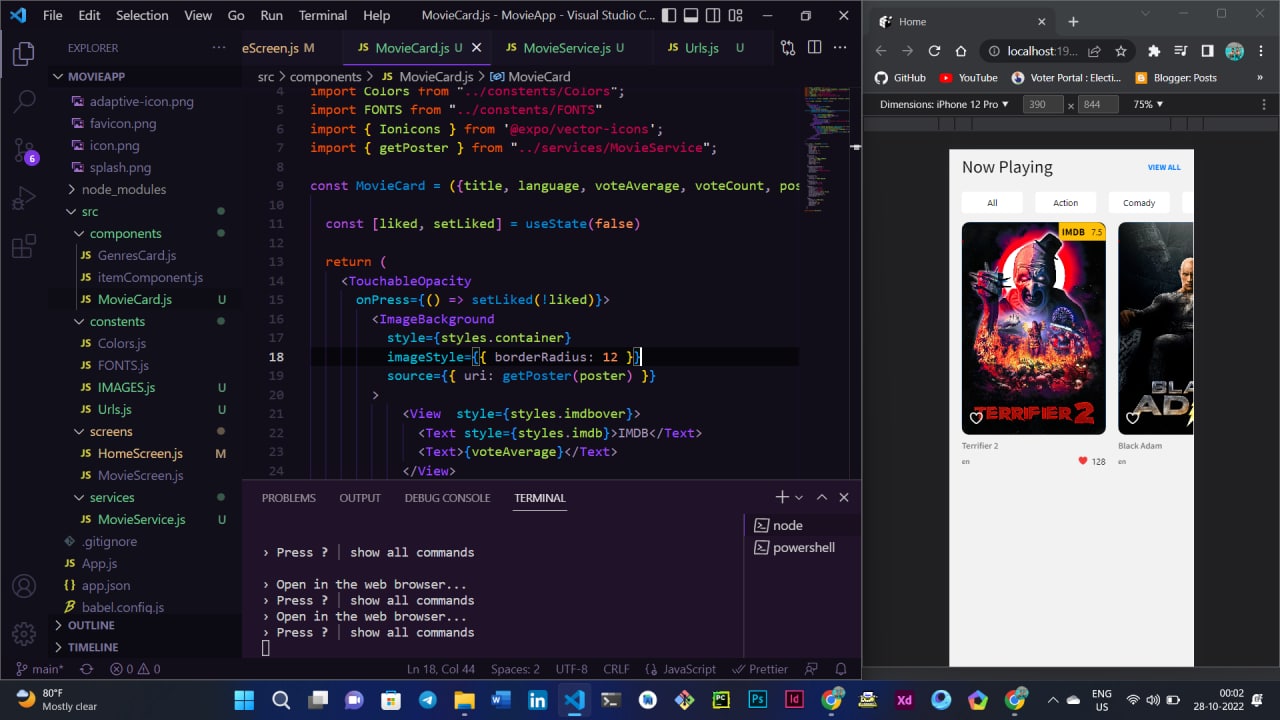 File Edit Selection View Go Run Terminal Help MovieCard.js - MovieApp - Visual Studio C...
EXPLORER
MOVIEAPP
adaptive-icon.png
favicon.png
icon.png
splash.png
node_modules
src
components
GenresCard.js
itemComponent.js
MovieCard.js U
constents
Colors.js
FONTS.js
IMAGES.js U
Urls.js U
screens
HomeScreen.js M
MovieScreen.js
services
MovieService.js U
.gitignore
App.js
app.json
babel.config.js
OUTLINE
TIMELINE
6
eScreen.js M JS MovieCard.js U JS MovieService.js U JS Urls.js U
src > components > JS MovieCard.js > MovieCard
4 import Colors from "../constents/Colors";
5 import FONTS from "../constents/FONTS"
6 import { Ionicons } from '@expo/vector-icons';
7 import { getPoster } from "../services/MovieService";
8
9 const MovieCard = ({title, language, voteAverage, voteCount, pos
10
11 const [liked, setLiked] = useState(false)
12
13 return (
14 <TouchableOpacity
15 onPress={() => setLiked(!liked)}>
16 <ImageBackground
17 style={styles.container}
18 imageStyle={{ borderRadius: 12 }}
19 source={{ uri: getPoster(poster) }}
20 >
21 <View  style={styles.imdbover}>
22 <Text style={styles.imdb}>IMDB</Text>
23 <Text>{voteAverage}</Text>
24 </View>
PROBLEMS OUTPUT DEBUG CONSOLE TERMINAL
› Press ? │ show all commands
› Open in the web browser...
› Press ? │ show all commands
› Open in the web browser...
› Press ? │ show all commands
node
powershell
main* 0 0 Ln 18, Col 44 Spaces: 2 UTF-8 CRLF {} JavaScript Prettier
Home
localhost:19...
GitHub YouTube Voter Portal : Electi... Blogger: Posts »
Dimensions: iPhone 12 Pro 390 x 844 75%
Now Playing VIEW ALL
All Action Comady
IMDB 7.5
TERRIFIER 2
BLA
ADA
Terrifier 2 Black Adam
en 128 en
80°F
Mostly clear
W in PC Ps Id Xd
ENG
US
00:02
28-10-2022